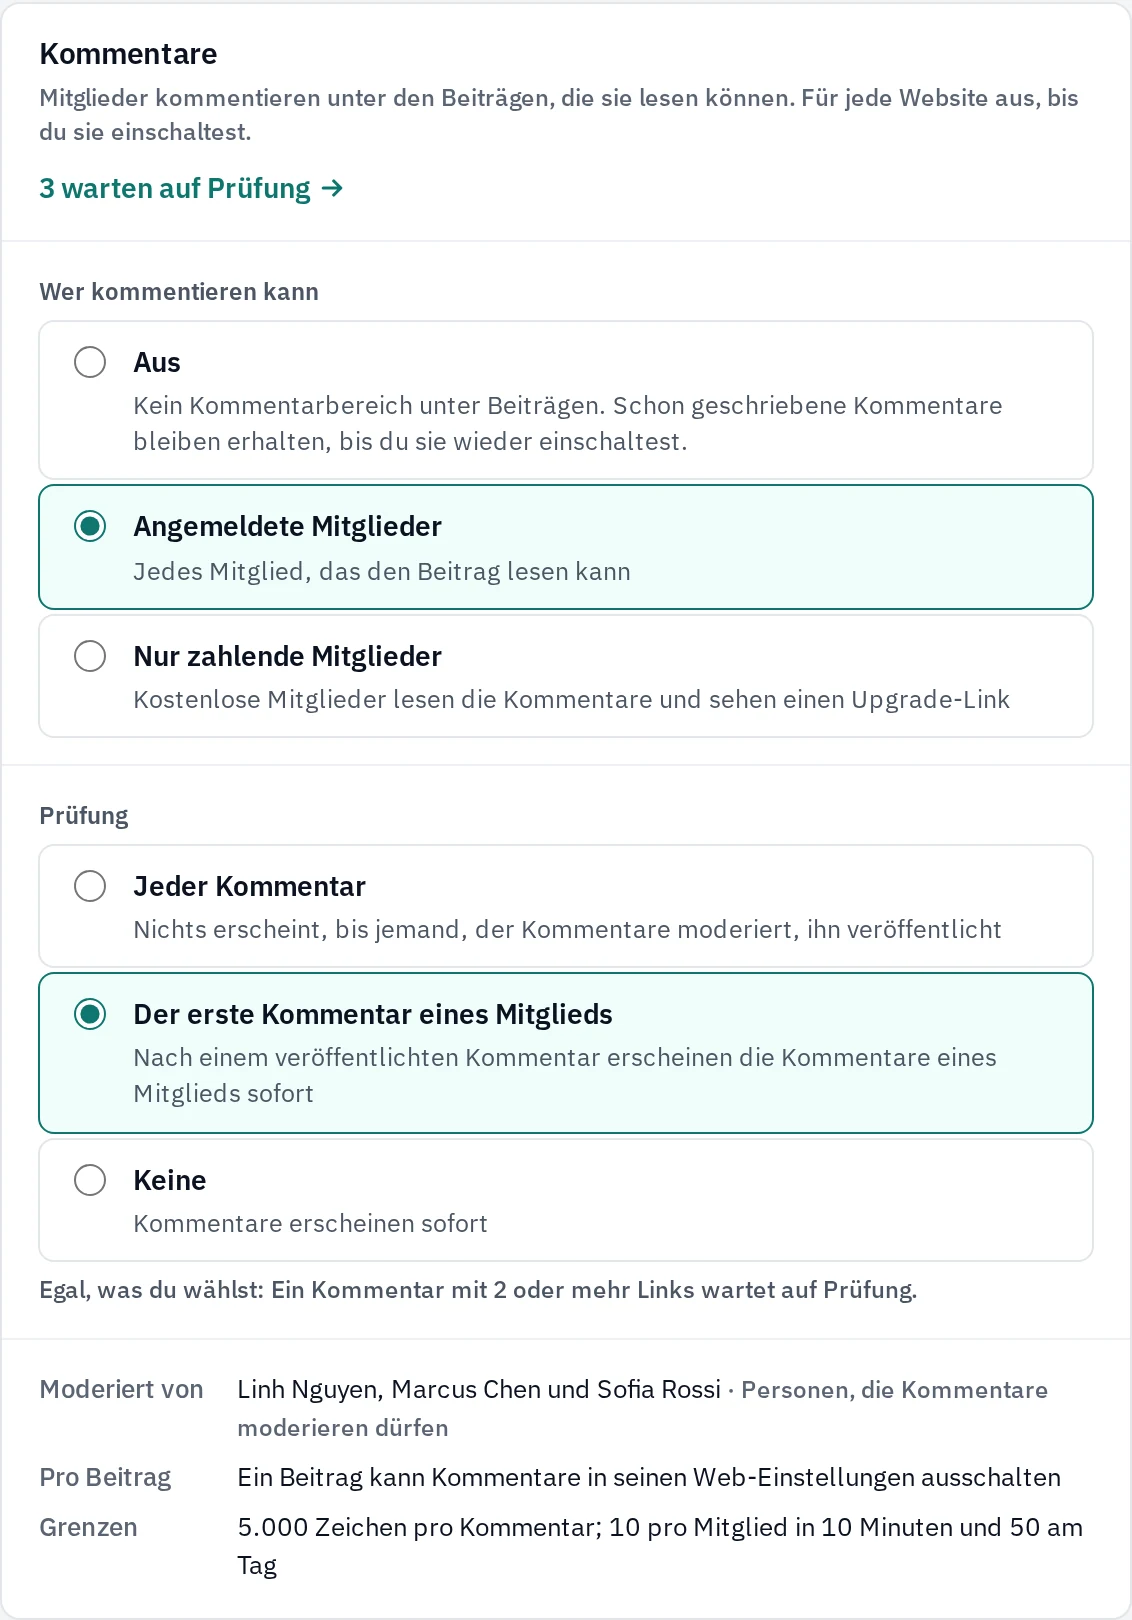 Kommentare
Mitglieder kommentieren unter den Beiträgen, die sie lesen können. Für jede Website aus, bis
du sie einschaltest.
3 warten auf Prüfung →
Wer kommentieren kann
Aus
Kein Kommentarbereich unter Beiträgen. Schon geschriebene Kommentare
bleiben erhalten, bis du sie wieder einschaltest.
Angemeldete Mitglieder
Jedes Mitglied, das den Beitrag lesen kann
Nur zahlende Mitglieder
Kostenlose Mitglieder lesen die Kommentare und sehen einen Upgrade-Link
Prüfung
Jeder Kommentar
Nichts erscheint, bis jemand, der Kommentare moderiert, ihn veröffentlicht
Der erste Kommentar eines Mitglieds
Nach einem veröffentlichten Kommentar erscheinen die Kommentare eines
Mitglieds sofort
Keine
Kommentare erscheinen sofort
Egal, was du wählst: Ein Kommentar mit 2 oder mehr Links wartet auf Prüfung.
Moderiert von Linh Nguyen, Marcus Chen und Sofia Rossi · Personen, die Kommentare
moderieren dürfen
Pro Beitrag Ein Beitrag kann Kommentare in seinen Web-Einstellungen ausschalten
Grenzen 5.000 Zeichen pro Kommentar; 10 pro Mitglied in 10 Minuten und 50 am
Tag